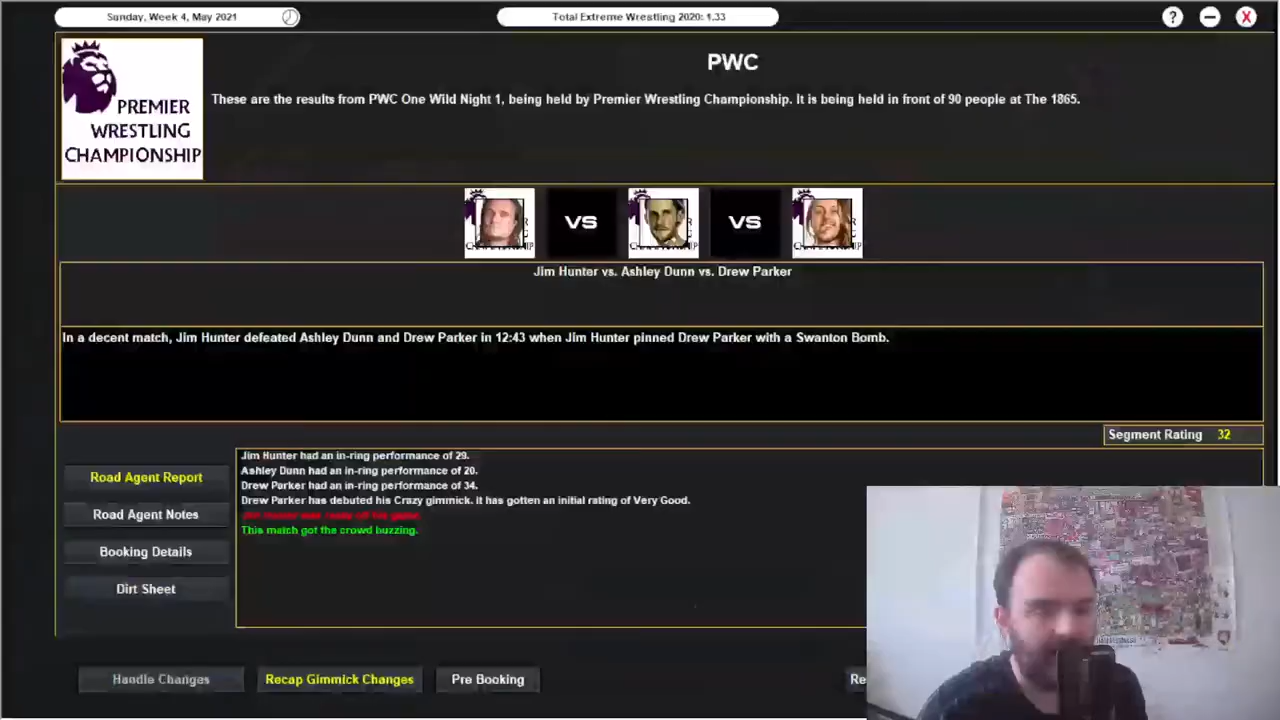 Sunday, Week 4, May 2021
Total Extreme Wrestling 2020: 1.33
?
X
PREMIER
WRESTLING
CHAMPIONSHIP
PWC
These are the results from PWC One Wild Night 1, being held by Premier Wrestling Championship. It is being held in front of 90 people at The 1865.
VS
VS
Jim Hunter vs. Ashley Dunn vs. Drew Parker
In a decent match, Jim Hunter defeated Ashley Dunn and Drew Parker in 12:43 when Jim Hunter pinned Drew Parker with a Swanton Bomb.
Segment Rating 32
Road Agent Report
Road Agent Notes
Booking Details
Dirt Sheet
Jim Hunter had an in-ring performance of 29.
Ashley Dunn had an in-ring performance of 20.
Drew Parker had an in-ring performance of 34.
Drew Parker has debuted his Crazy gimmick. It has gotten an initial rating of Very Good.
Jim Hunter was really off his game.
This match got the crowd buzzing.
Handle Changes
Recap Gimmick Changes
Pre Booking
Re